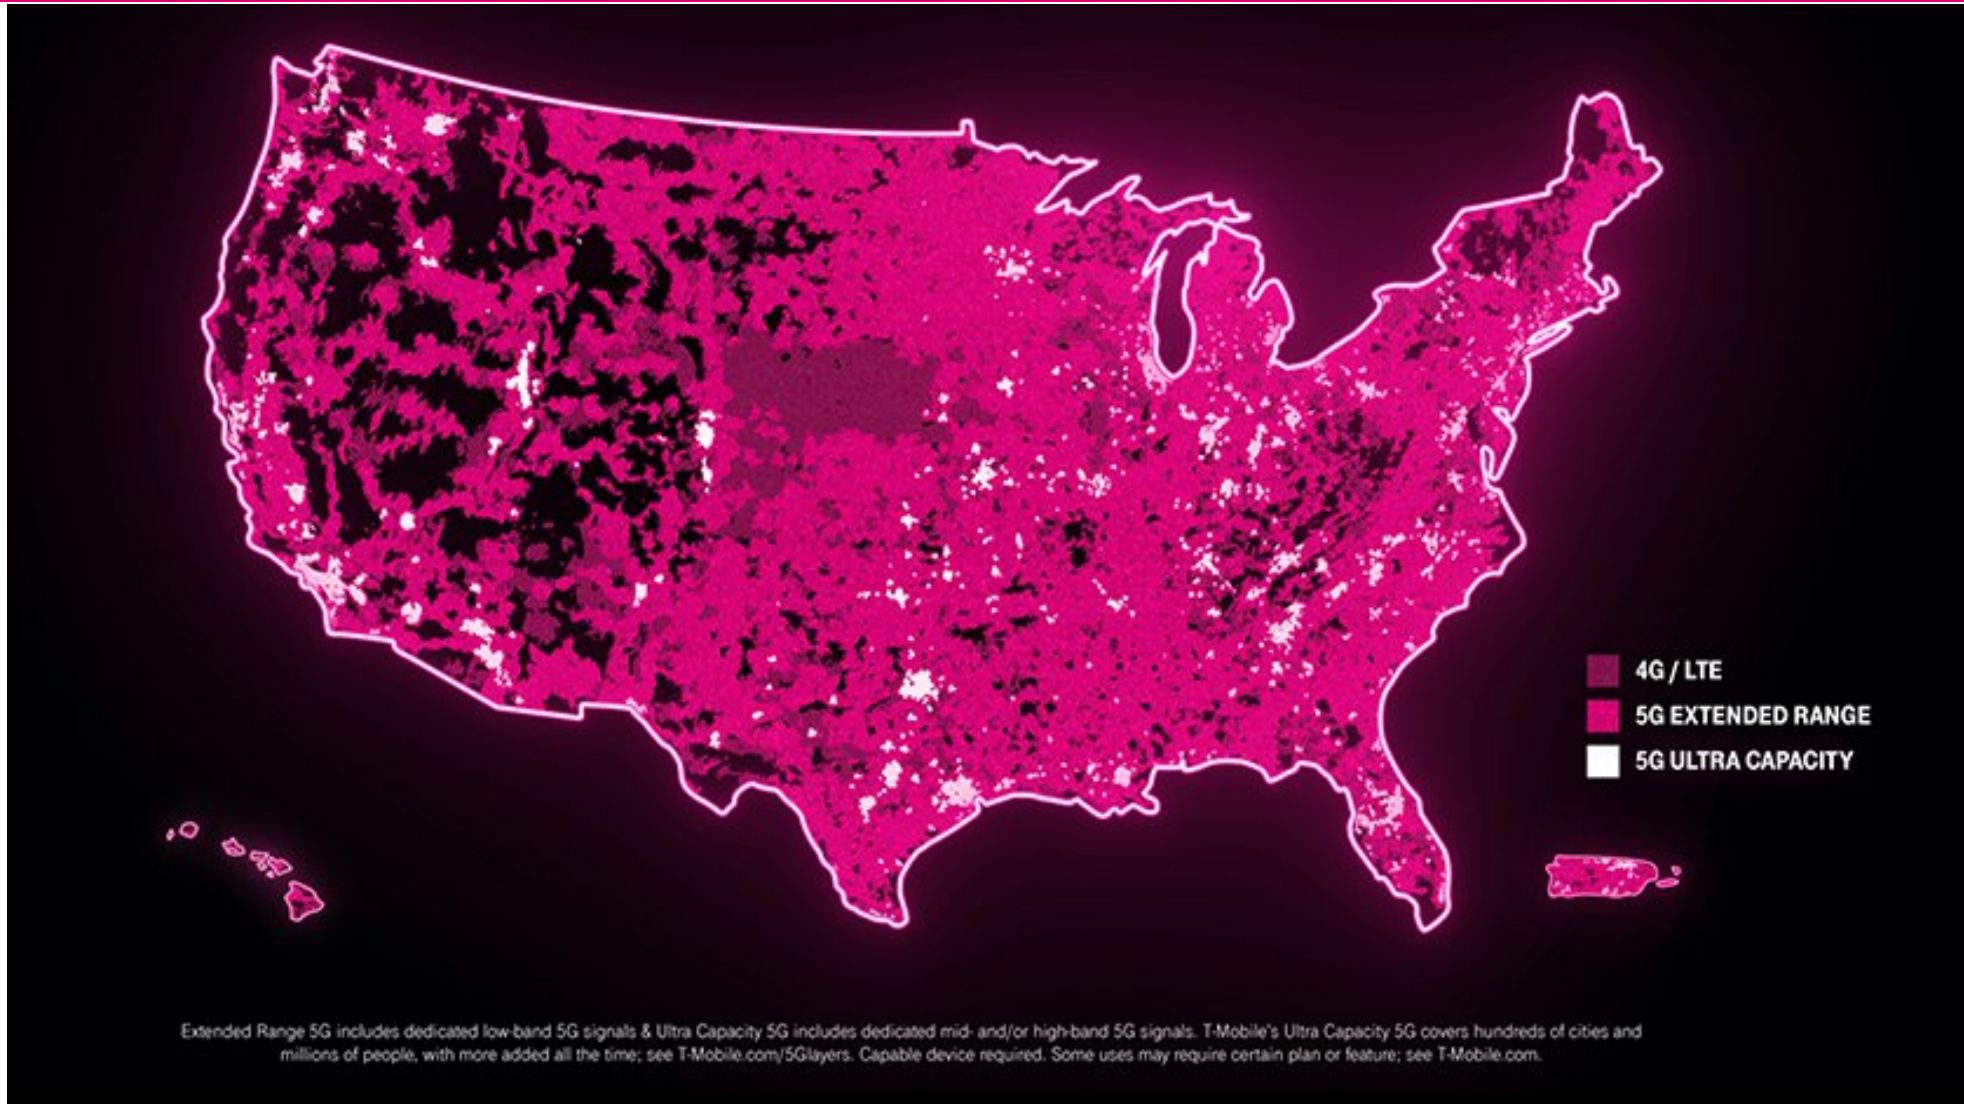 4G / LTE
5G EXTENDED RANGE
5G ULTRA CAPACITY
Extended Range 5G includes dedicated low-band 5G signals & Ultra Capacity 5G includes dedicated mid- and/or high-band 5G signals. T-Mobile's Ultra Capacity 5G covers hundreds of cities and
millions of people, with more added all the time; see T-Mobile.com/5Glayers. Capable device required. Some uses may require certain plan or feature; see T-Mobile.com.